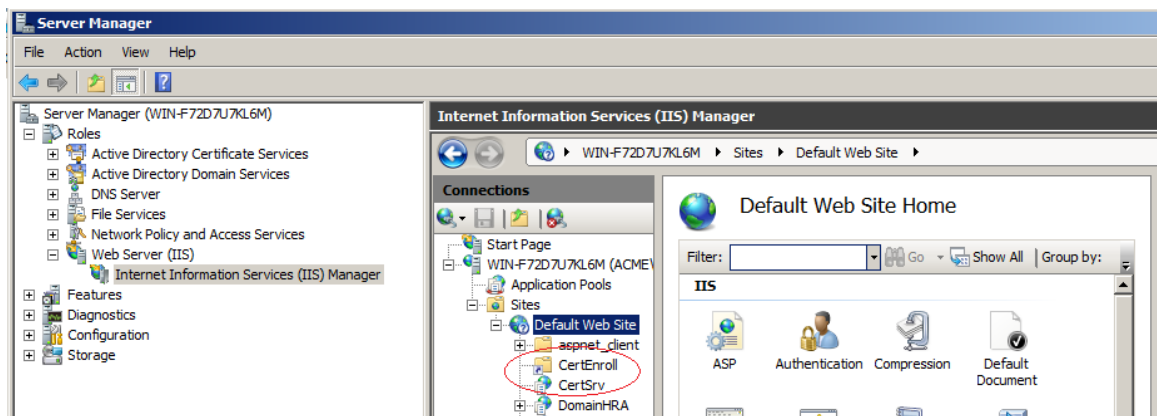 Server Manager
File Action View Help
Server Manager (WIN-F72D7U7KL6M)
Roles
Active Directory Certificate Services
Active Directory Domain Services
DNS Server
File Services
Network Policy and Access Services
Web Server (IIS)
Internet Information Services (IIS) Manager
Features
Diagnostics
Configuration
Storage
Internet Information Services (IIS) Manager
WIN-F72D7U7KL6M Sites Default Web Site
Connections
Start Page
WIN-F72D7U7KL6M (ACME\
Application Pools
Sites
Default Web Site
aspnet_client
CertEnroll
CertSrv
DomainHRA
Default Web Site Home
Filter: Go Show All Group by:
IIS
ASP
Authentication
Compression
Default
Document